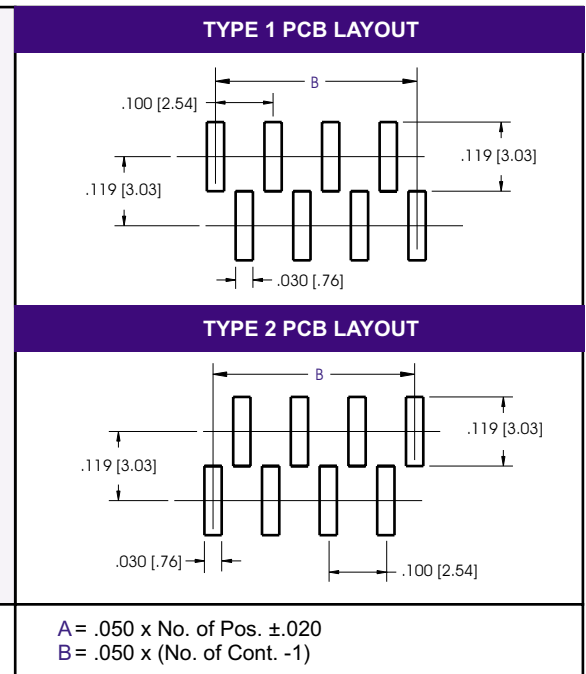 TYPE 1 PCB LAYOUT
B
.100 [2.54]
.119 [3.03]
.119 [3.03]
.030 [.76]
TYPE 2 PCB LAYOUT
B
.119 [3.03]
.119 [3.03]
.030 [.76]
.100 [2.54]
A = .050 x No. of Pos. ±.020
B = .050 x (No. of Cont. -1)